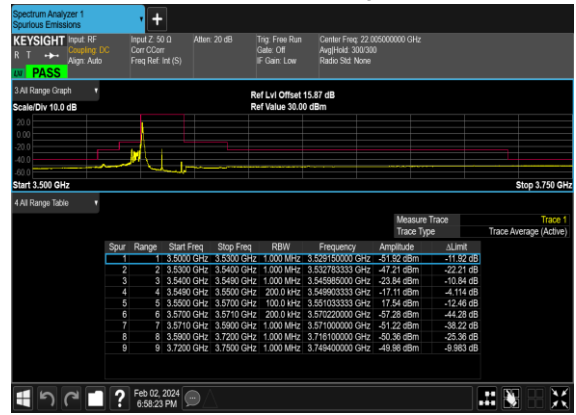 Spectrum Analyzer 1
Spurious Emissions
KEYSIGHT Input: RF Input Z: 50 Ω Atten: 20 dB Trig: Free Run Center Freq: 22.005000000 GHz
R T Coupling: DC Corr CCorr Gate: Off Avg|Hold: 300/300
Align: Auto Freq Ref: Int (S) IF Gain: Low Radio Std: None
PASS
3 All Range Graph
Ref Lvl Offset 15.87 dB
Scale/Div 10.0 dB Ref Value 30.00 dBm
20.0
0.00
-20.0
-40.0
-60.0
Start 3.500 GHz Stop 3.750 GHz
4 All Range Table
Measure Trace Trace 1
Trace Type Trace Average (Active)
Spur Range Start Freq Stop Freq RBW Frequency Amplitude ΔLimit
1 1 3.5000 GHz 3.5300 GHz 1.000 MHz 3.529150000 GHz -51.92 dBm -11.92 dB
2 2 3.5300 GHz 3.5400 GHz 1.000 MHz 3.532783333 GHz -47.21 dBm -22.21 dB
3 3 3.5400 GHz 3.5490 GHz 1.000 MHz 3.545985000 GHz -23.84 dBm -10.84 dB
4 4 3.5490 GHz 3.5500 GHz 200.0 kHz 3.549903333 GHz -17.11 dBm -4.114 dB
5 5 3.5500 GHz 3.5700 GHz 100.0 kHz 3.551033333 GHz 17.54 dBm -12.46 dB
6 6 3.5700 GHz 3.5710 GHz 200.0 kHz 3.570220000 GHz -57.28 dBm -44.28 dB
7 7 3.5710 GHz 3.5900 GHz 1.000 MHz 3.571000000 GHz -51.22 dBm -38.22 dB
8 8 3.5900 GHz 3.7200 GHz 1.000 MHz 3.716100000 GHz -50.36 dBm -25.36 dB
9 9 3.7200 GHz 3.7500 GHz 1.000 MHz 3.749400000 GHz -49.98 dBm -9.983 dB
Feb 02, 2024
6:58:23 PM